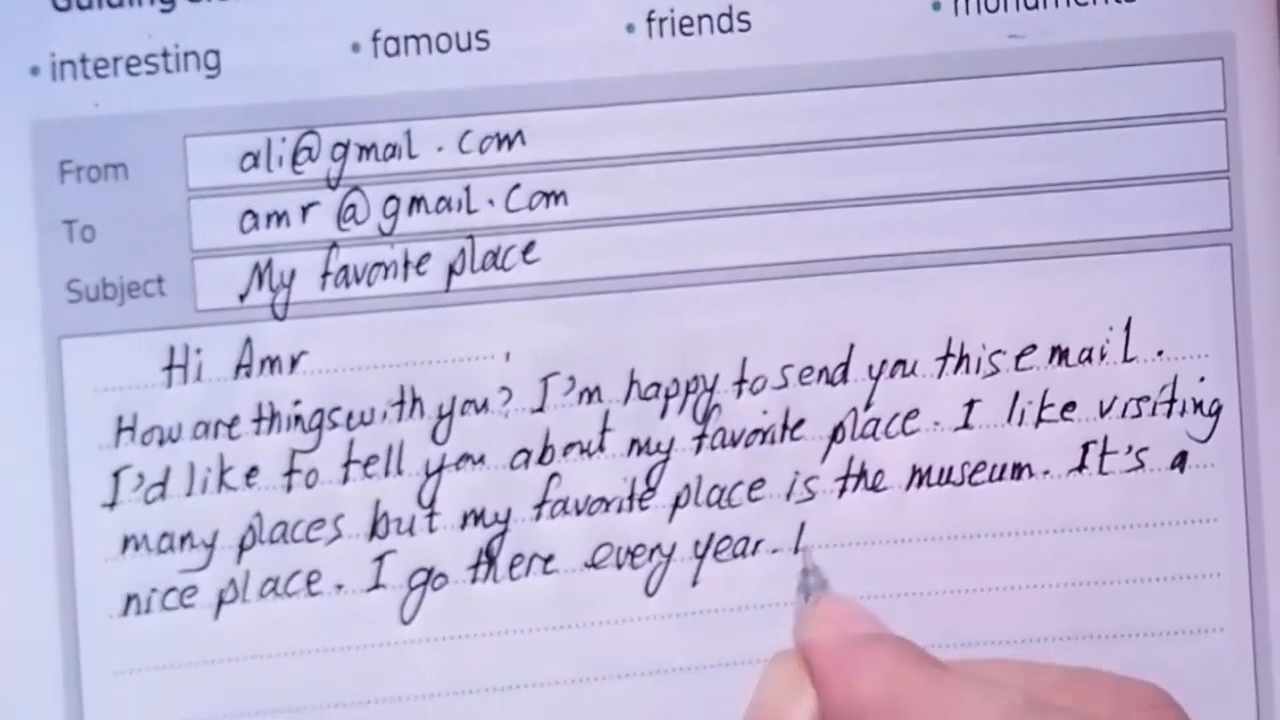 Guiding
• interesting
• famous
• friends
• monuments
From ali@gmail.com
To amr@gmail.com
Subject My favorite place
Hi Amr,
How are things with you? I'm happy to send you this email.
I'd like to tell you about my favorite place. I like visiting
many places but my favorite place is the museum. It's a
nice place. I go there every year.